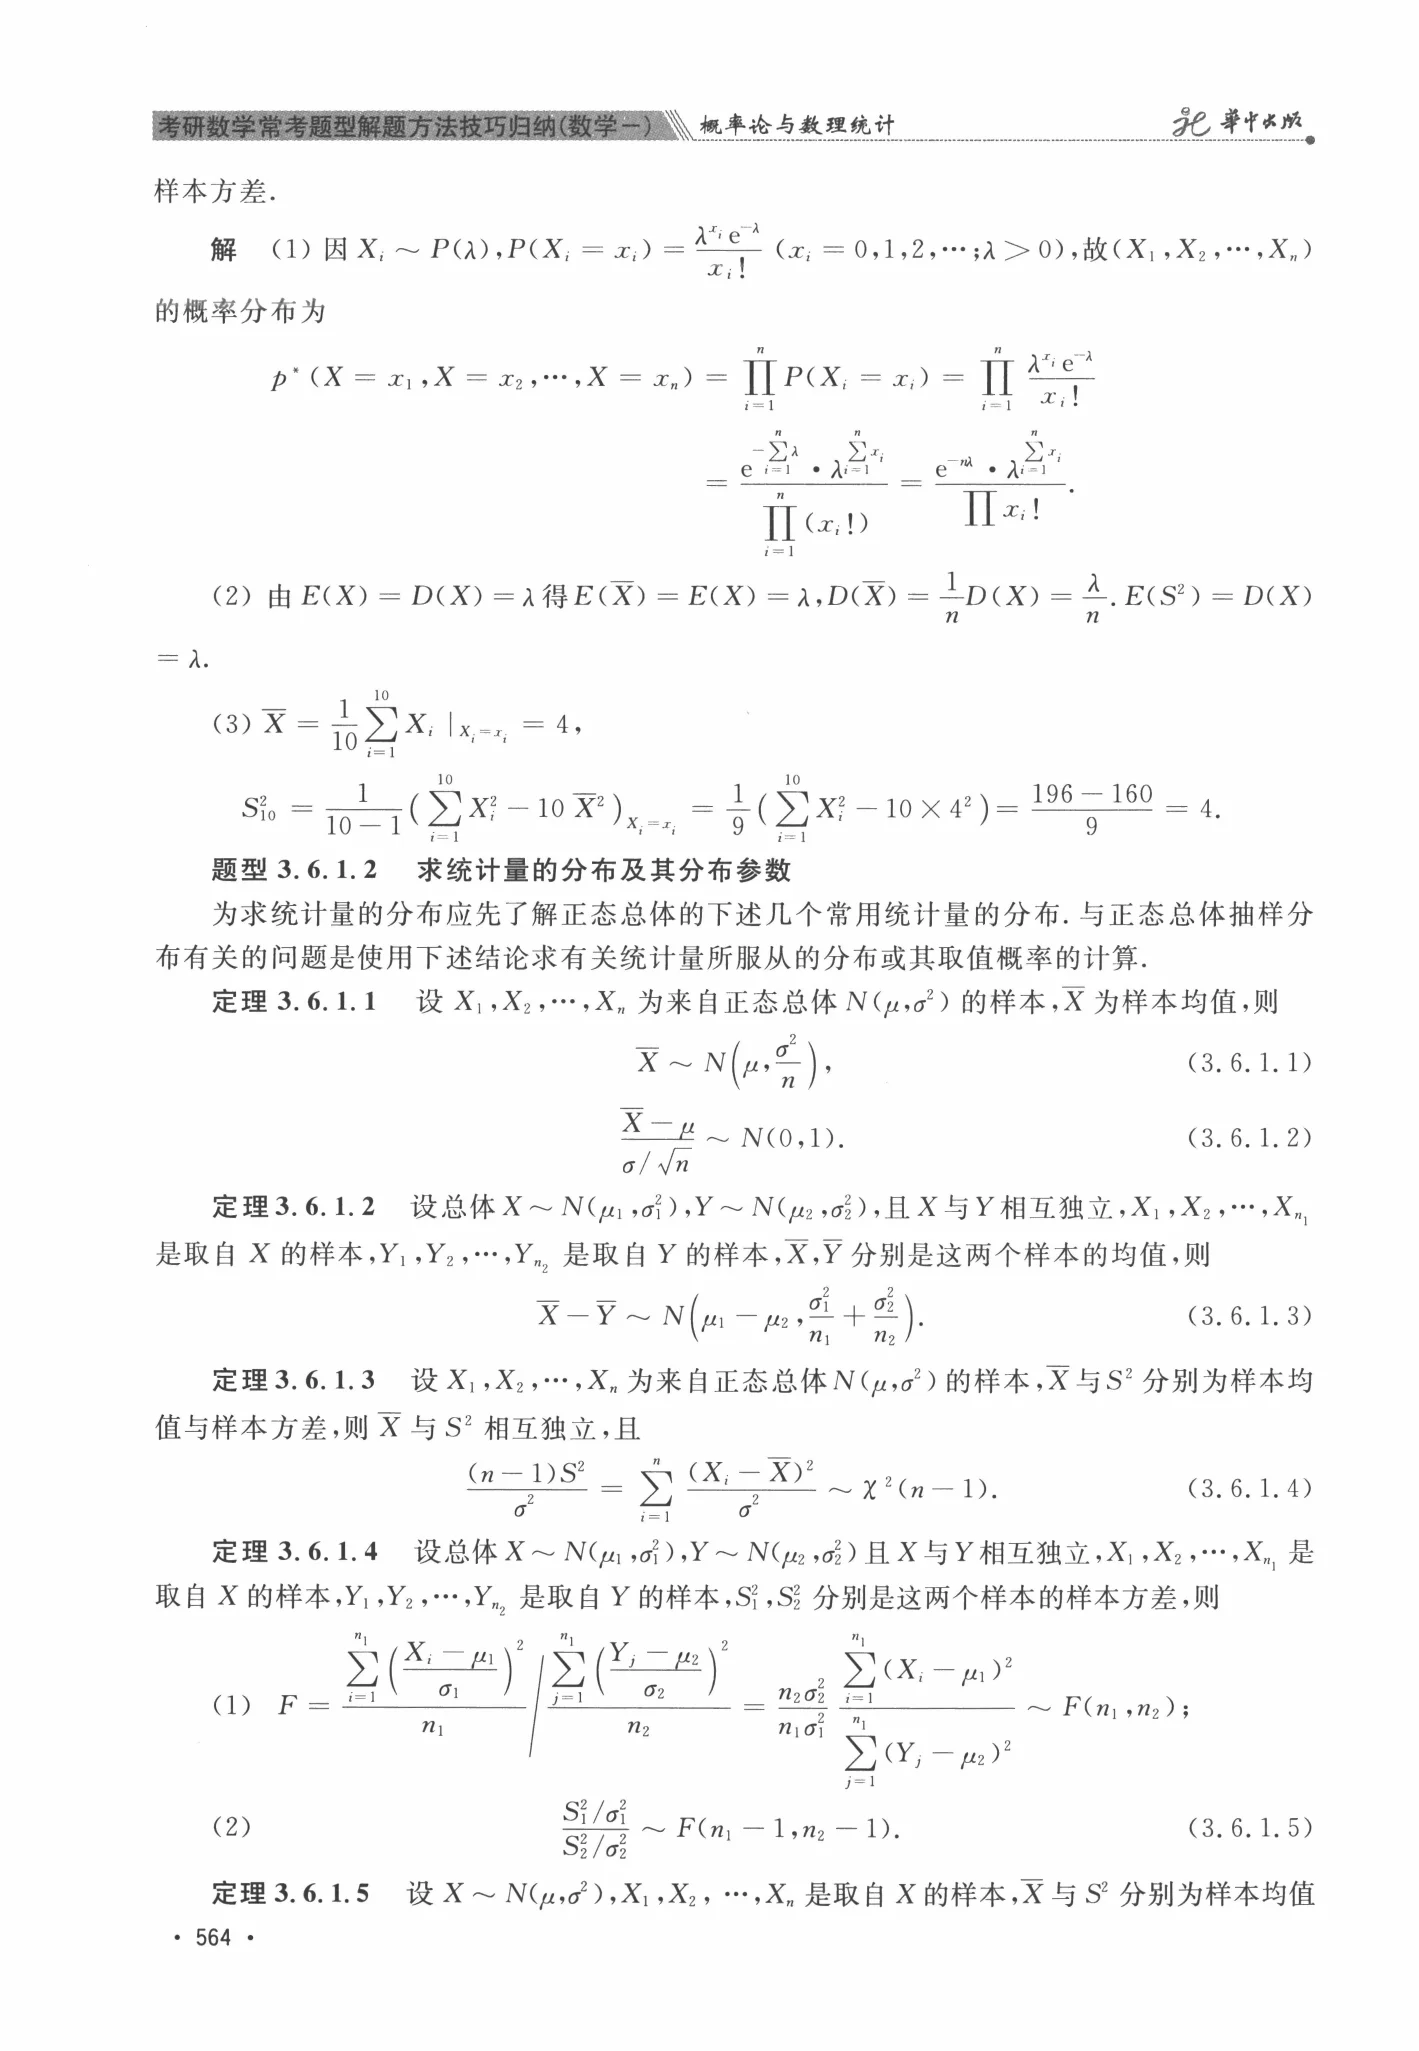 考研数学常考题型解题方法技巧归纳(数学一) 概率论与数理统计 华中出版
样本方差.
解 (1) 因 $X_i \sim P(\lambda), P(X_i = x_i) = \frac{\lambda^{x_i} e^{-\lambda}}{x_i!}$ $(x_i = 0,1,2,\cdots; \lambda > 0)$,故$(X_1, X_2, \cdots, X_n)$
的概率分布为
$p^*(X = x_1, X = x_2, \cdots, X = x_n) = \prod_{i=1}^{n} P(X_i = x_i) = \prod_{i=1}^{n} \frac{\lambda^{x_i} e^{-\lambda}}{x_i!}$
$= \frac{e^{-\sum_{i=1}^{n}\lambda} \cdot \lambda^{\sum_{i=1}^{n} x_i}}{\prod_{i=1}^{n}(x_i!)} = \frac{e^{-n\lambda} \cdot \lambda^{\sum_{i=1}^{n} x_i}}{\prod x_i!}.$
(2) 由 $E(X) = D(X) = \lambda$ 得 $E(\overline{X}) = E(X) = \lambda, D(\overline{X}) = \frac{1}{n}D(X) = \frac{\lambda}{n}. E(S^2) = D(X)$
$= \lambda.$
(3) $\overline{X} = \frac{1}{10}\sum_{i=1}^{10} X_i |_{X_i = x_i} = 4,$
$S_{10}^2 = \frac{1}{10-1}(\sum_{i=1}^{10} X_i^2 - 10\overline{X}^2)_{X_i = x_i} = \frac{1}{9}(\sum_{i=1}^{10} X_i^2 - 10 \times 4^2) = \frac{196-160}{9} = 4.$
题型 3.6.1.2 求统计量的分布及其分布参数
为求统计量的分布应先了解正态总体的下述几个常用统计量的分布. 与正态总体抽样分
布有关的问题是使用下述结论求有关统计量所服从的分布或其取值概率的计算.
定理 3.6.1.1 设 $X_1, X_2, \cdots, X_n$ 为来自正态总体 $N(\mu, \sigma^2)$ 的样本,$\overline{X}$ 为样本均值,则
$\overline{X} \sim N\left(\mu, \frac{\sigma^2}{n}\right),$ (3.6.1.1)
$\frac{\overline{X} - \mu}{\sigma/\sqrt{n}} \sim N(0,1).$ (3.6.1.2)
定理 3.6.1.2 设总体 $X \sim N(\mu_1, \sigma_1^2), Y \sim N(\mu_2, \sigma_2^2)$,且 $X$ 与 $Y$ 相互独立,$X_1, X_2, \cdots, X_{n_1}$
是取自 $X$ 的样本,$Y_1, Y_2, \cdots, Y_{n_2}$ 是取自 $Y$ 的样本,$\overline{X}, \overline{Y}$ 分别是这两个样本的均值,则
$\overline{X} - \overline{Y} \sim N\left(\mu_1 - \mu_2, \frac{\sigma_1^2}{n_1} + \frac{\sigma_2^2}{n_2}\right).$ (3.6.1.3)
定理 3.6.1.3 设 $X_1, X_2, \cdots, X_n$ 为来自正态总体 $N(\mu, \sigma^2)$ 的样本,$\overline{X}$ 与 $S^2$ 分别为样本均
值与样本方差,则 $\overline{X}$ 与 $S^2$ 相互独立,且
$\frac{(n-1)S^2}{\sigma^2} = \sum_{i=1}^{n} \frac{(X_i - \overline{X})^2}{\sigma^2} \sim \chi^2(n-1).$ (3.6.1.4)
定理 3.6.1.4 设总体 $X \sim N(\mu_1, \sigma_1^2), Y \sim N(\mu_2, \sigma_2^2)$ 且 $X$ 与 $Y$ 相互独立,$X_1, X_2, \cdots, X_{n_1}$ 是
取自 $X$ 的样本,$Y_1, Y_2, \cdots, Y_{n_2}$ 是取自 $Y$ 的样本,$S_1^2, S_2^2$ 分别是这两个样本的样本方差,则
(1) $F = \frac{\sum_{i=1}^{n_1}\left(\frac{X_i - \mu_1}{\sigma_1}\right)^2}{n_1} \bigg/ \frac{\sum_{j=1}^{n_1}\left(\frac{Y_j - \mu_2}{\sigma_2}\right)^2}{n_2} = \frac{n_2\sigma_2^2}{n_1\sigma_1^2} \frac{\sum_{i=1}^{n_1}(X_i - \mu_1)^2}{\sum_{j=1}^{n_1}(Y_j - \mu_2)^2} \sim F(n_1, n_2);$
(2) $\frac{S_1^2/\sigma_1^2}{S_2^2/\sigma_2^2} \sim F(n_1 - 1, n_2 - 1).$ (3.6.1.5)
定理 3.6.1.5 设 $X \sim N(\mu, \sigma^2), X_1, X_2, \cdots, X_n$ 是取自 $X$ 的样本,$\overline{X}$ 与 $S^2$ 分别为样本均值
· 564 ·